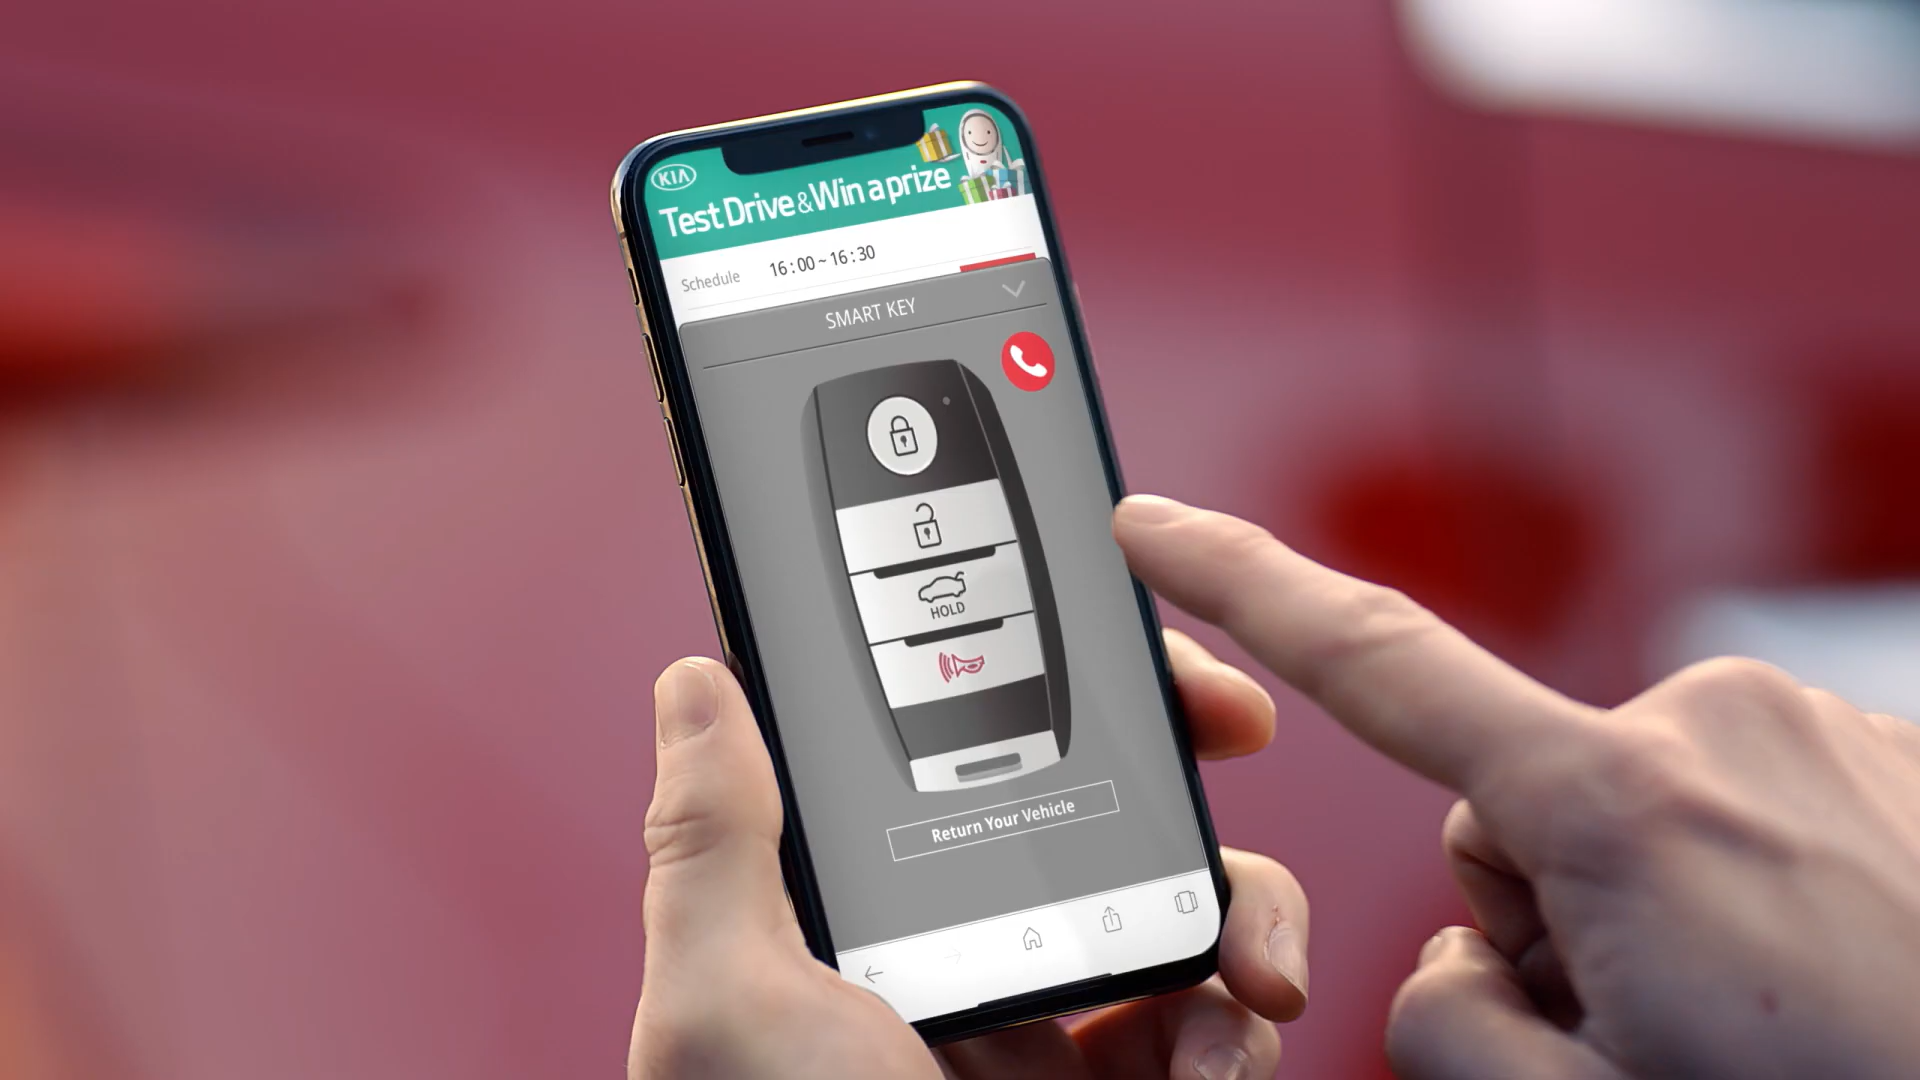 KIA
Test Drive & Win a prize
Schedule 16 : 00 ~ 16 : 30
SMART KEY
HOLD
Return Your Vehicle